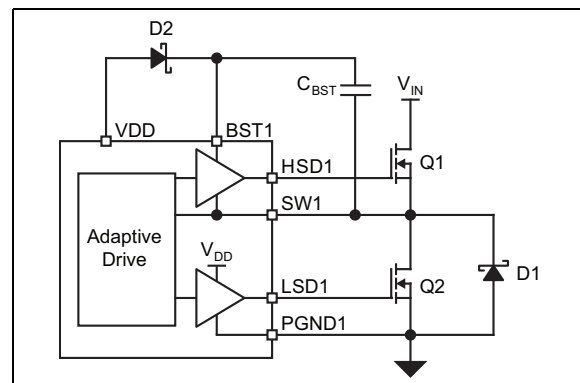 D2
C_BST
V_IN
VDD
BST1
HSD1
Q1
SW1
Adaptive
Drive
V_DD
LSD1
Q2
D1
PGND1